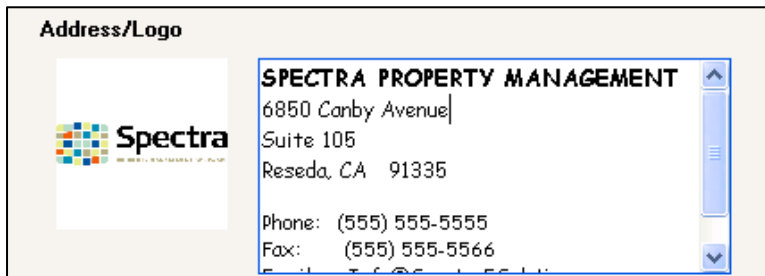 Address/Logo
Spectra
SPECTRA PROPERTY MANAGEMENT
6850 Canby Avenue
Suite 105
Reseda, CA 91335
Phone: (555) 555-5555
Fax: (555) 555-5566